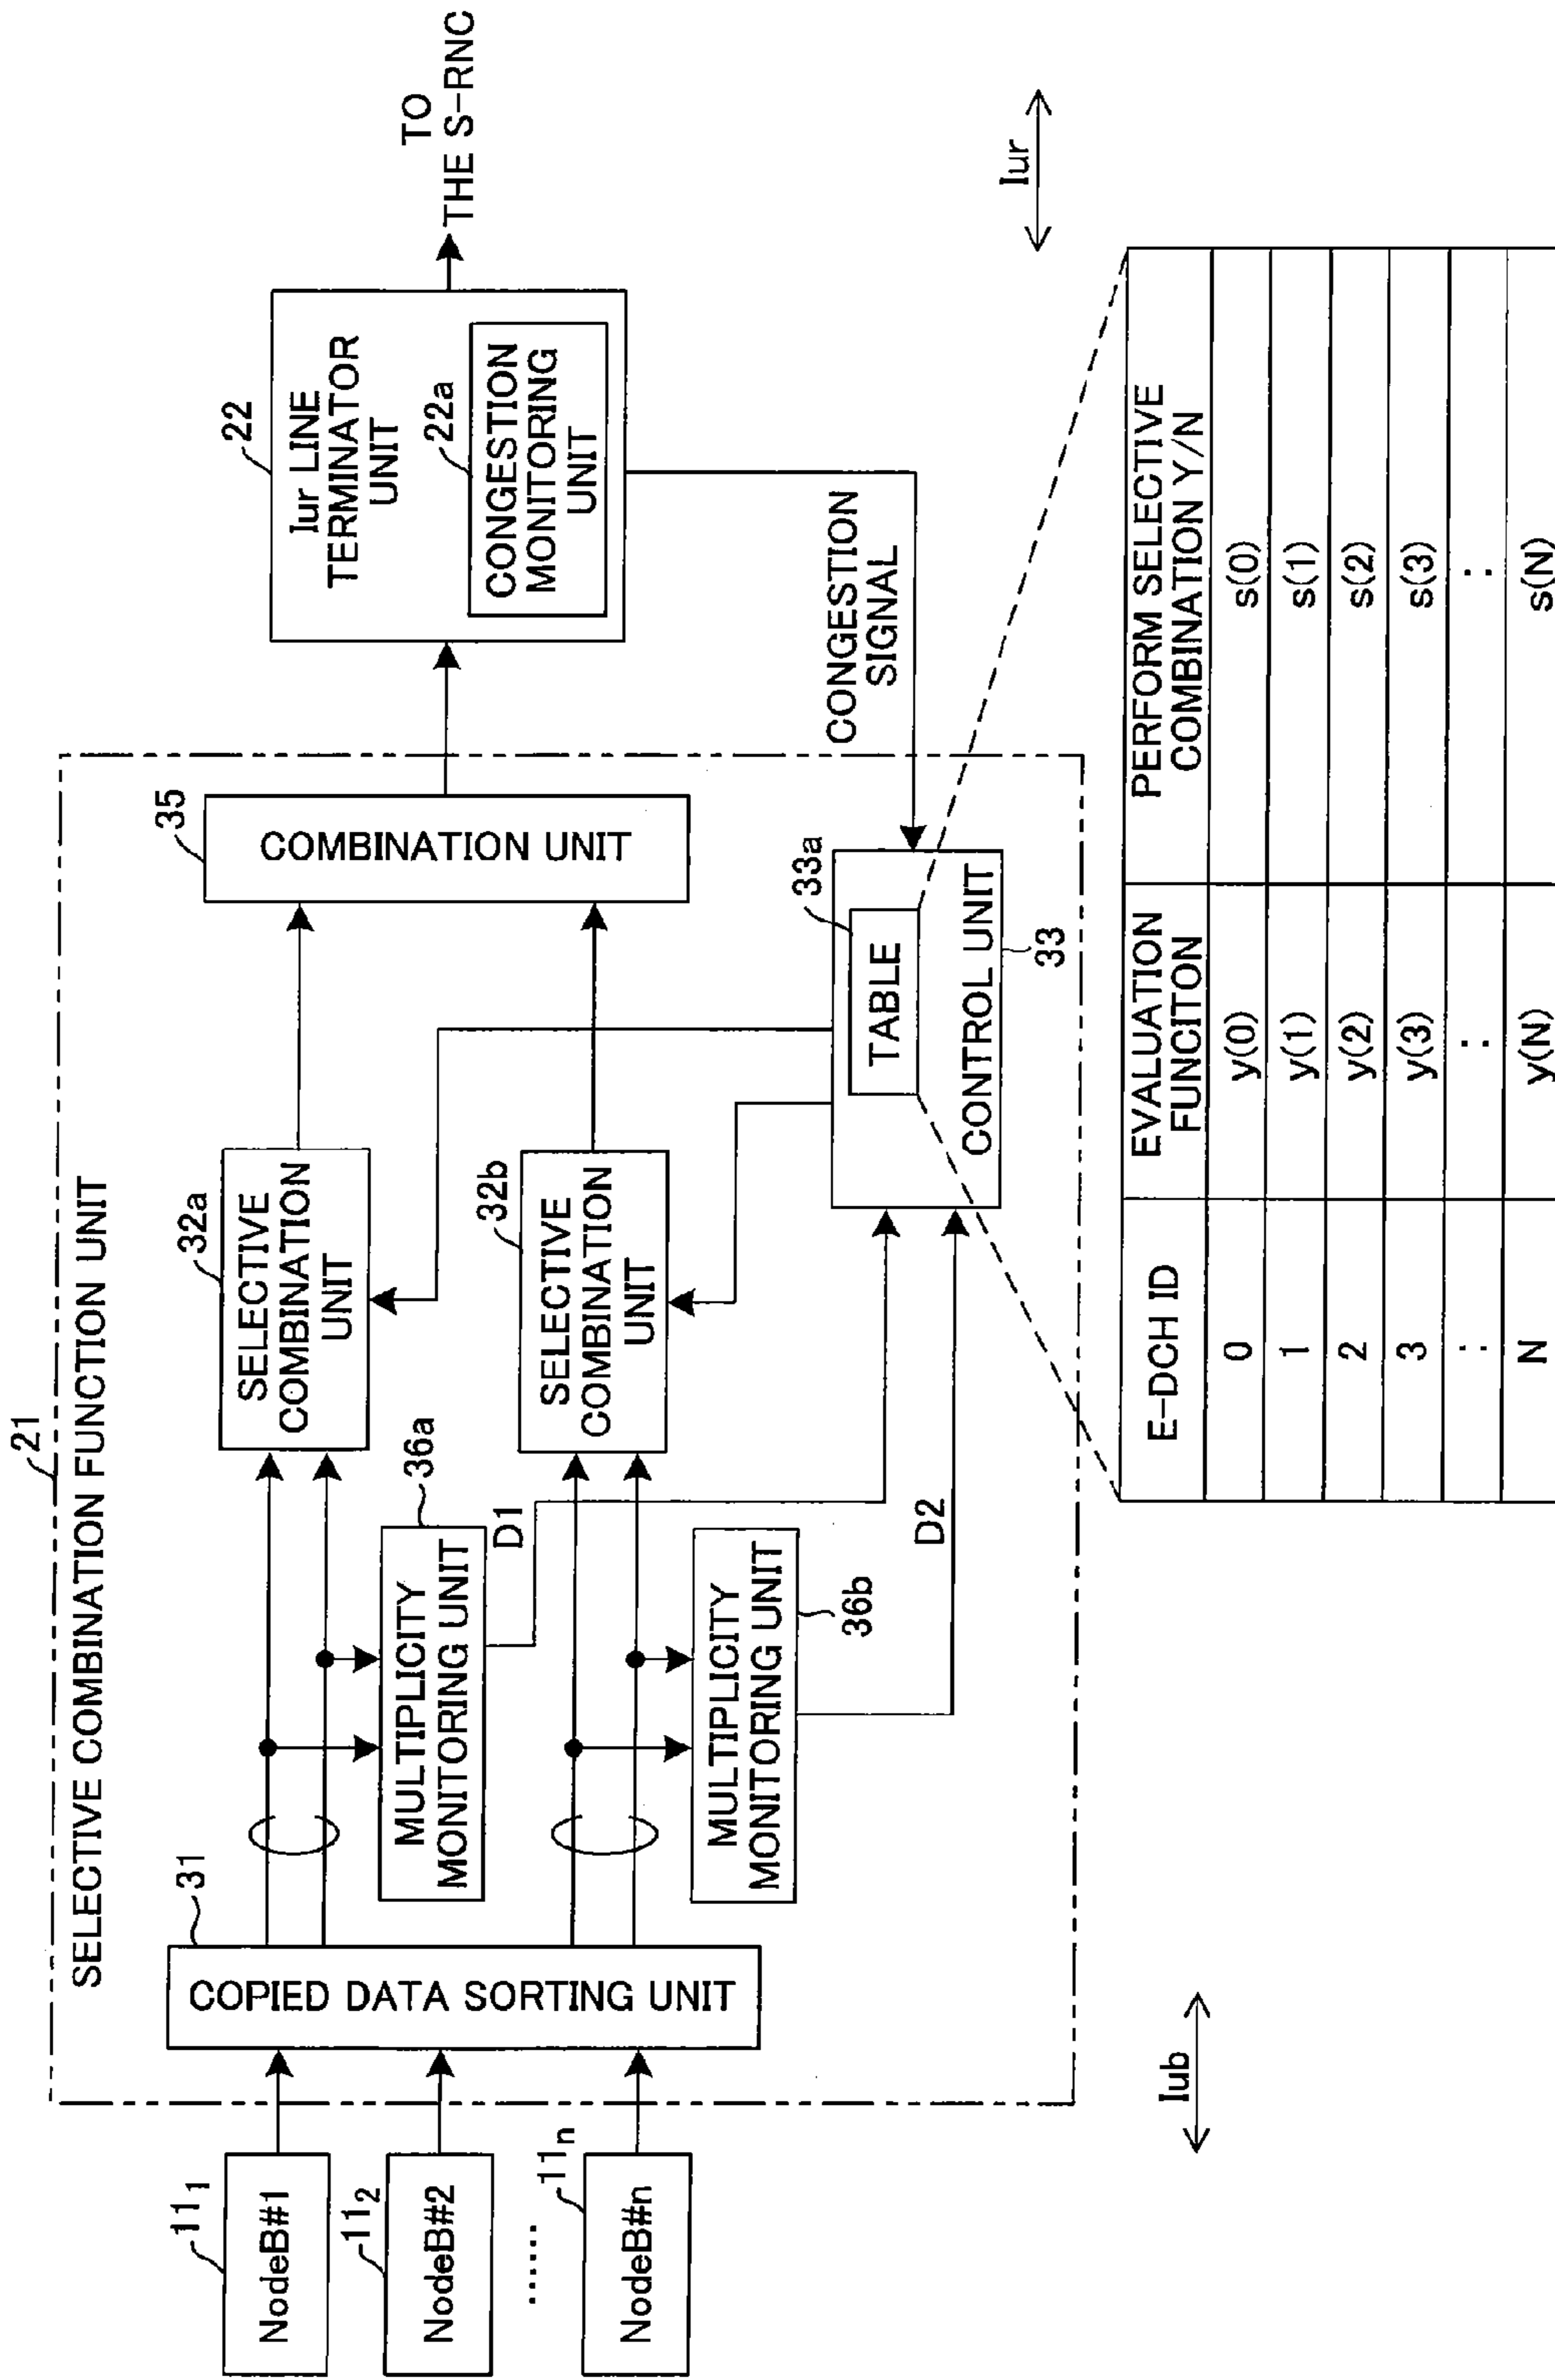 21
SELECTIVE COMBINATION FUNCTION UNIT
11₁
NodeB#1
11₂
NodeB#2
......
11ₙ
NodeB#n
31
COPIED DATA SORTING UNIT
36a
MULTIPLICITY
MONITORING UNIT
D1
MULTIPLICITY
MONITORING UNIT
36b
D2
32a
SELECTIVE
COMBINATION
UNIT
32b
SELECTIVE
COMBINATION
UNIT
35
COMBINATION UNIT
33a
TABLE
CONTROL UNIT
33
22
Iur LINE
TERMINATOR
UNIT
22a
CONGESTION
MONITORING
UNIT
CONGESTION
SIGNAL
TO
THE S-RNC
Iub
Iur
E-DCH ID
EVALUATION
FUNCITON
PERFORM SELECTIVE
COMBINATION Y/N
0 y(0) s(0)
1 y(1) s(1)
2 y(2) s(2)
3 y(3) s(3)
: : :
N y(N) s(N)